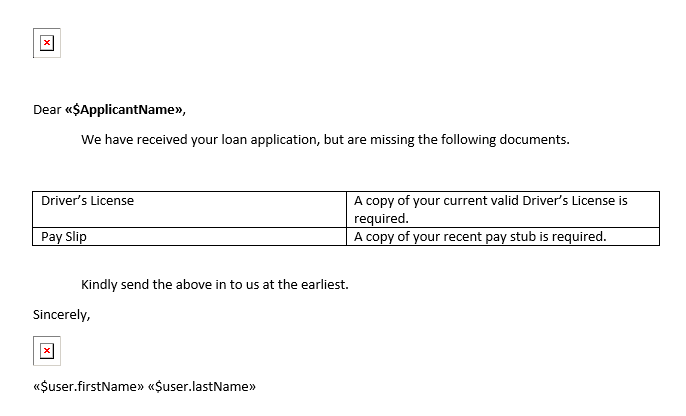 Dear «$ApplicantName»,
We have received your loan application, but are missing the following documents.
Driver's License
A copy of your current valid Driver's License is
required.
Pay Slip
A copy of your recent pay stub is required.
Kindly send the above in to us at the earliest.
Sincerely,
«$user.firstName» «$user.lastName»